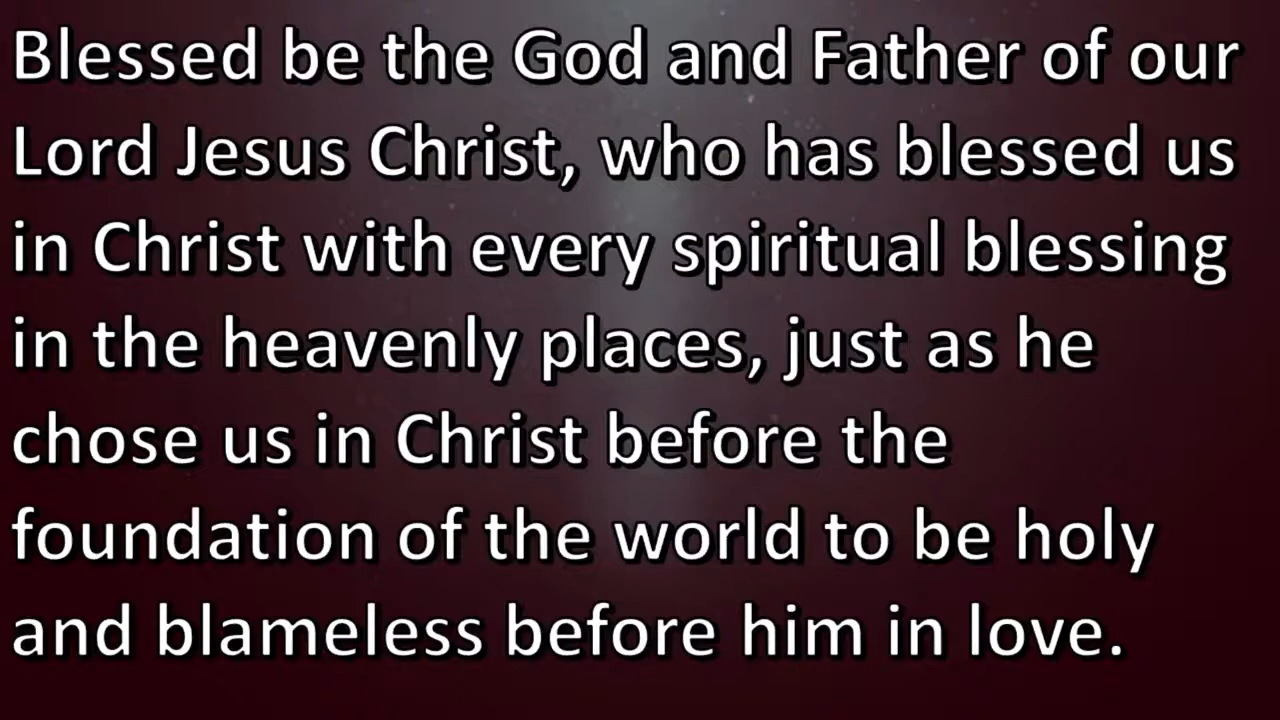 Blessed be the God and Father of our
Lord Jesus Christ, who has blessed us
in Christ with every spiritual blessing
in the heavenly places, just as he
chose us in Christ before the
foundation of the world to be holy
and blameless before him in love.